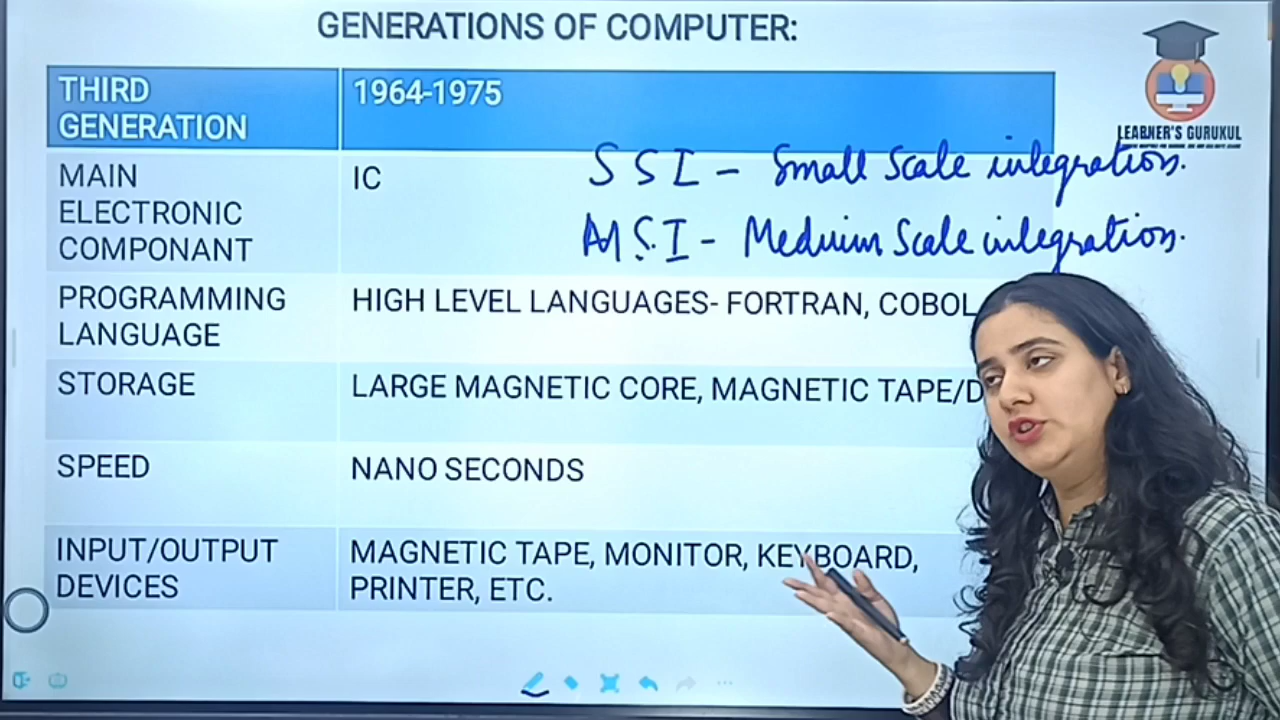 GENERATIONS OF COMPUTER:
LEARNER'S GURUKUL
THIRD
GENERATION
1964-1975
MAIN
ELECTRONIC
COMPONANT
IC
SSI - Small Scale integration.
MSI - Meduim Scale integration.
PROGRAMMING
LANGUAGE
HIGH LEVEL LANGUAGES- FORTRAN, COBOL
STORAGE
LARGE MAGNETIC CORE, MAGNETIC TAPE/D
SPEED
NANO SECONDS
INPUT/OUTPUT
DEVICES
MAGNETIC TAPE, MONITOR, KEYBOARD,
PRINTER, ETC.